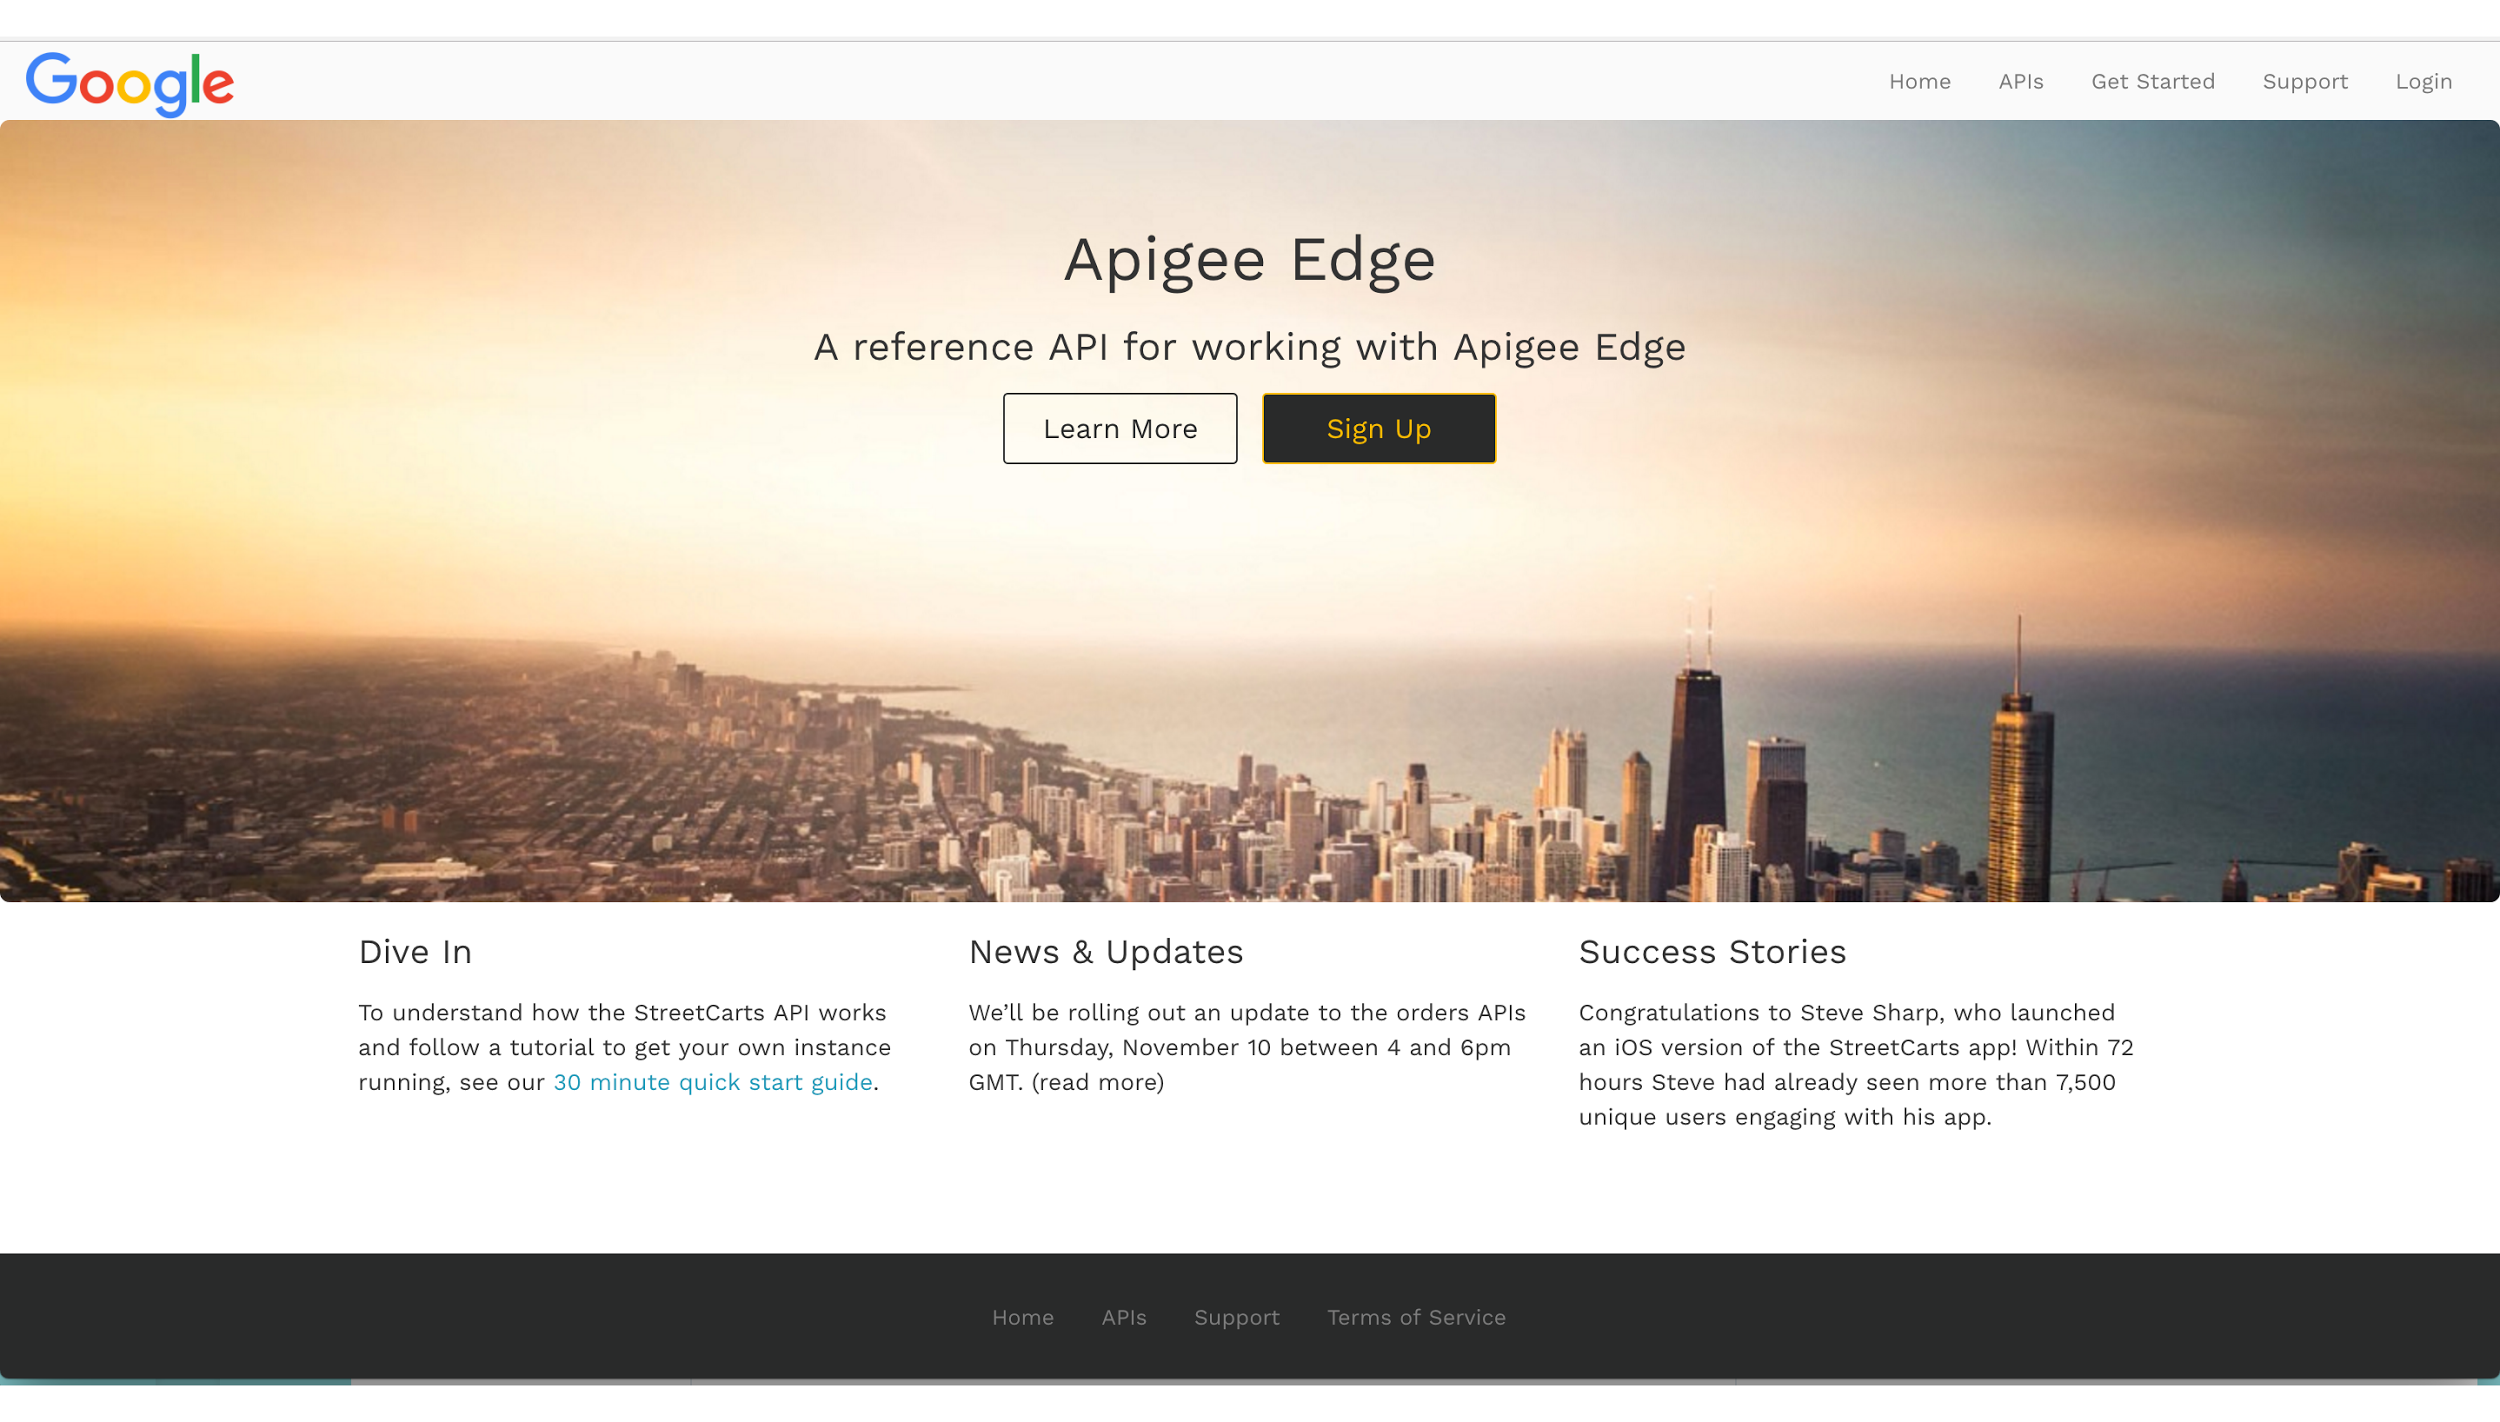 Google
Home APIs Get Started Support Login
Apigee Edge
A reference API for working with Apigee Edge
Learn More Sign Up
Dive In
To understand how the StreetCarts API works
and follow a tutorial to get your own instance
running, see our 30 minute quick start guide.
News & Updates
We’ll be rolling out an update to the orders APIs
on Thursday, November 10 between 4 and 6pm
GMT. (read more)
Success Stories
Congratulations to Steve Sharp, who launched
an iOS version of the StreetCarts app! Within 72
hours Steve had already seen more than 7,500
unique users engaging with his app.
Home APIs Support Terms of Service